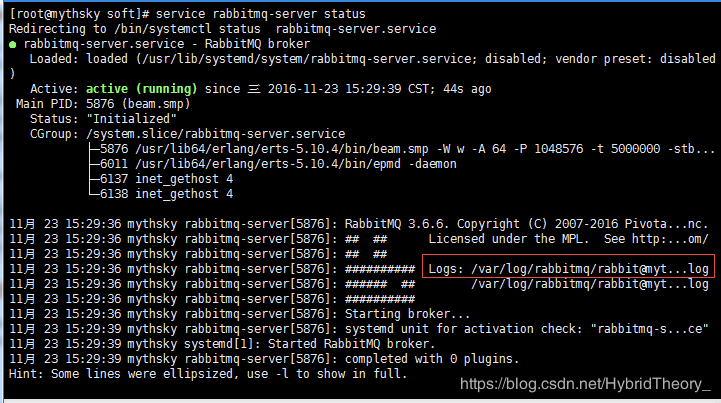 [root@mythsky soft]# service rabbitmq-server status
Redirecting to /bin/systemctl status  rabbitmq-server.service
● rabbitmq-server.service - RabbitMQ broker
   Loaded: loaded (/usr/lib/systemd/system/rabbitmq-server.service; disabled; vendor preset: disabled
)
   Active: active (running) since 三 2016-11-23 15:29:39 CST; 44s ago
 Main PID: 5876 (beam.smp)
   Status: "Initialized"
   CGroup: /system.slice/rabbitmq-server.service
           ├─5876 /usr/lib64/erlang/erts-5.10.4/bin/beam.smp -W w -A 64 -P 1048576 -t 5000000 -stb...
           ├─6011 /usr/lib64/erlang/erts-5.10.4/bin/epmd -daemon
           ├─6137 inet_gethost 4
           └─6138 inet_gethost 4
11月 23 15:29:36 mythsky rabbitmq-server[5876]: RabbitMQ 3.6.6. Copyright (C) 2007-2016 Pivota...nc.
11月 23 15:29:36 mythsky rabbitmq-server[5876]: ##  ##      Licensed under the MPL.  See http:...om/
11月 23 15:29:36 mythsky rabbitmq-server[5876]: ##  ##
11月 23 15:29:36 mythsky rabbitmq-server[5876]: ##########  Logs: /var/log/rabbitmq/rabbit@myt...log
11月 23 15:29:36 mythsky rabbitmq-server[5876]: ######  ##        /var/log/rabbitmq/rabbit@myt...log
11月 23 15:29:36 mythsky rabbitmq-server[5876]: ##########
11月 23 15:29:36 mythsky rabbitmq-server[5876]: Starting broker...
11月 23 15:29:39 mythsky rabbitmq-server[5876]: systemd unit for activation check: "rabbitmq-s...ce"
11月 23 15:29:39 mythsky systemd[1]: Started RabbitMQ broker.
11月 23 15:29:39 mythsky rabbitmq-server[5876]: completed with 0 plugins.
Hint: Some lines were ellipsized, use -l to show in full.
https://blog.csdn.net/HybridTheory_